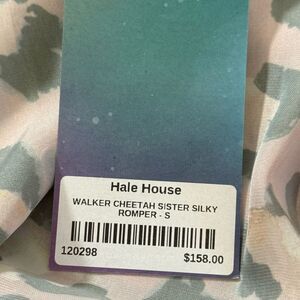 Hale House
WALKER CHEETAH SISTER SILKY
ROMPER - S
120298
$158.00